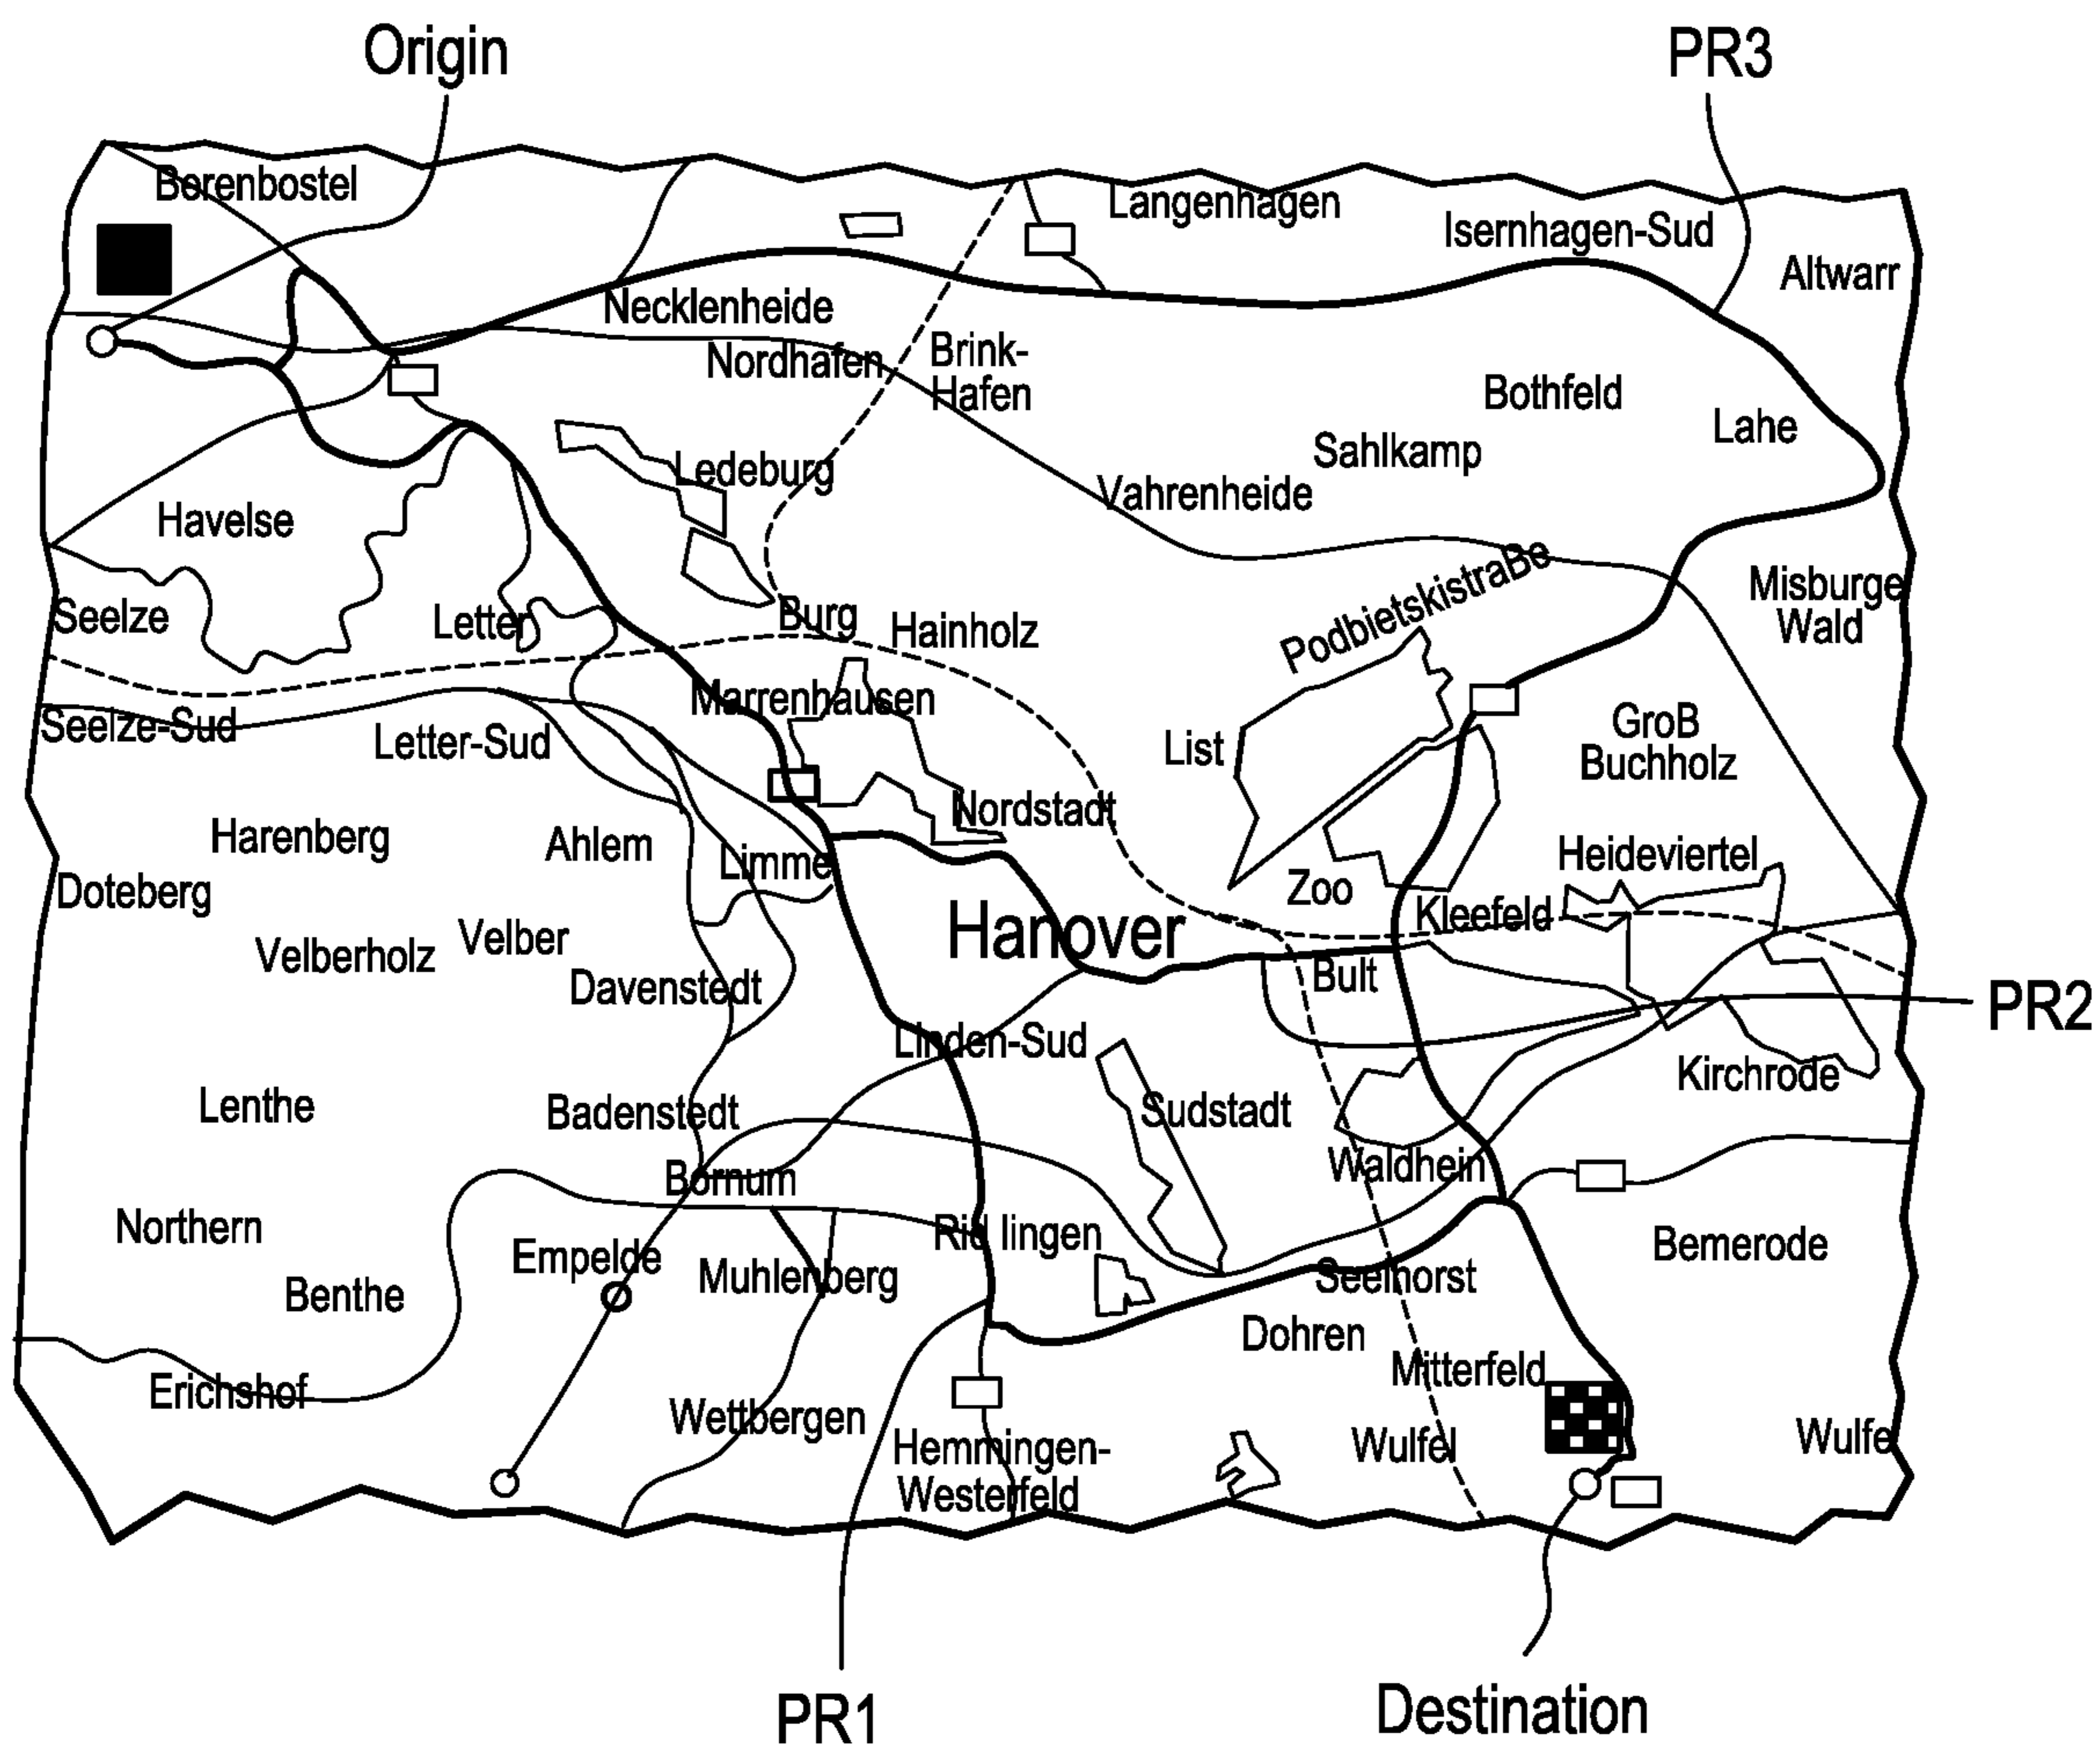 Origin
PR3
Berenbostel
Langenhagen
Isernhagen-Sud
Altwarr
Necklenheide
Nordhafen
Brink-
Hafen
Bothfeld
Lahe
Sahlkamp
Ledeburg
Vahrenheide
Havelse
PodbietskistraBe
Misburge
Wald
Seelze
Letter
Burg
Hainholz
Marrenhausen
Seelze-Sud
Letter-Sud
List
GroB
Buchholz
Nordstadt
Harenberg
Ahlem
Limme
Heideviertel
Doteberg
Zoo
Kleefeld
Hanover
Velberholz
Velber
Davenstedt
Bult
PR2
Linden-Sud
Kirchrode
Lenthe
Badenstedt
Sudstadt
Waldhein
Bornum
Northern
Rid lingen
Bemerode
Empelde
Muhlenberg
Seelhorst
Benthe
Dohren
Mitterfeld
Erichshof
Wettbergen
Hemmingen-
Westerfeld
Wulfel
Wulfe
PR1
Destination